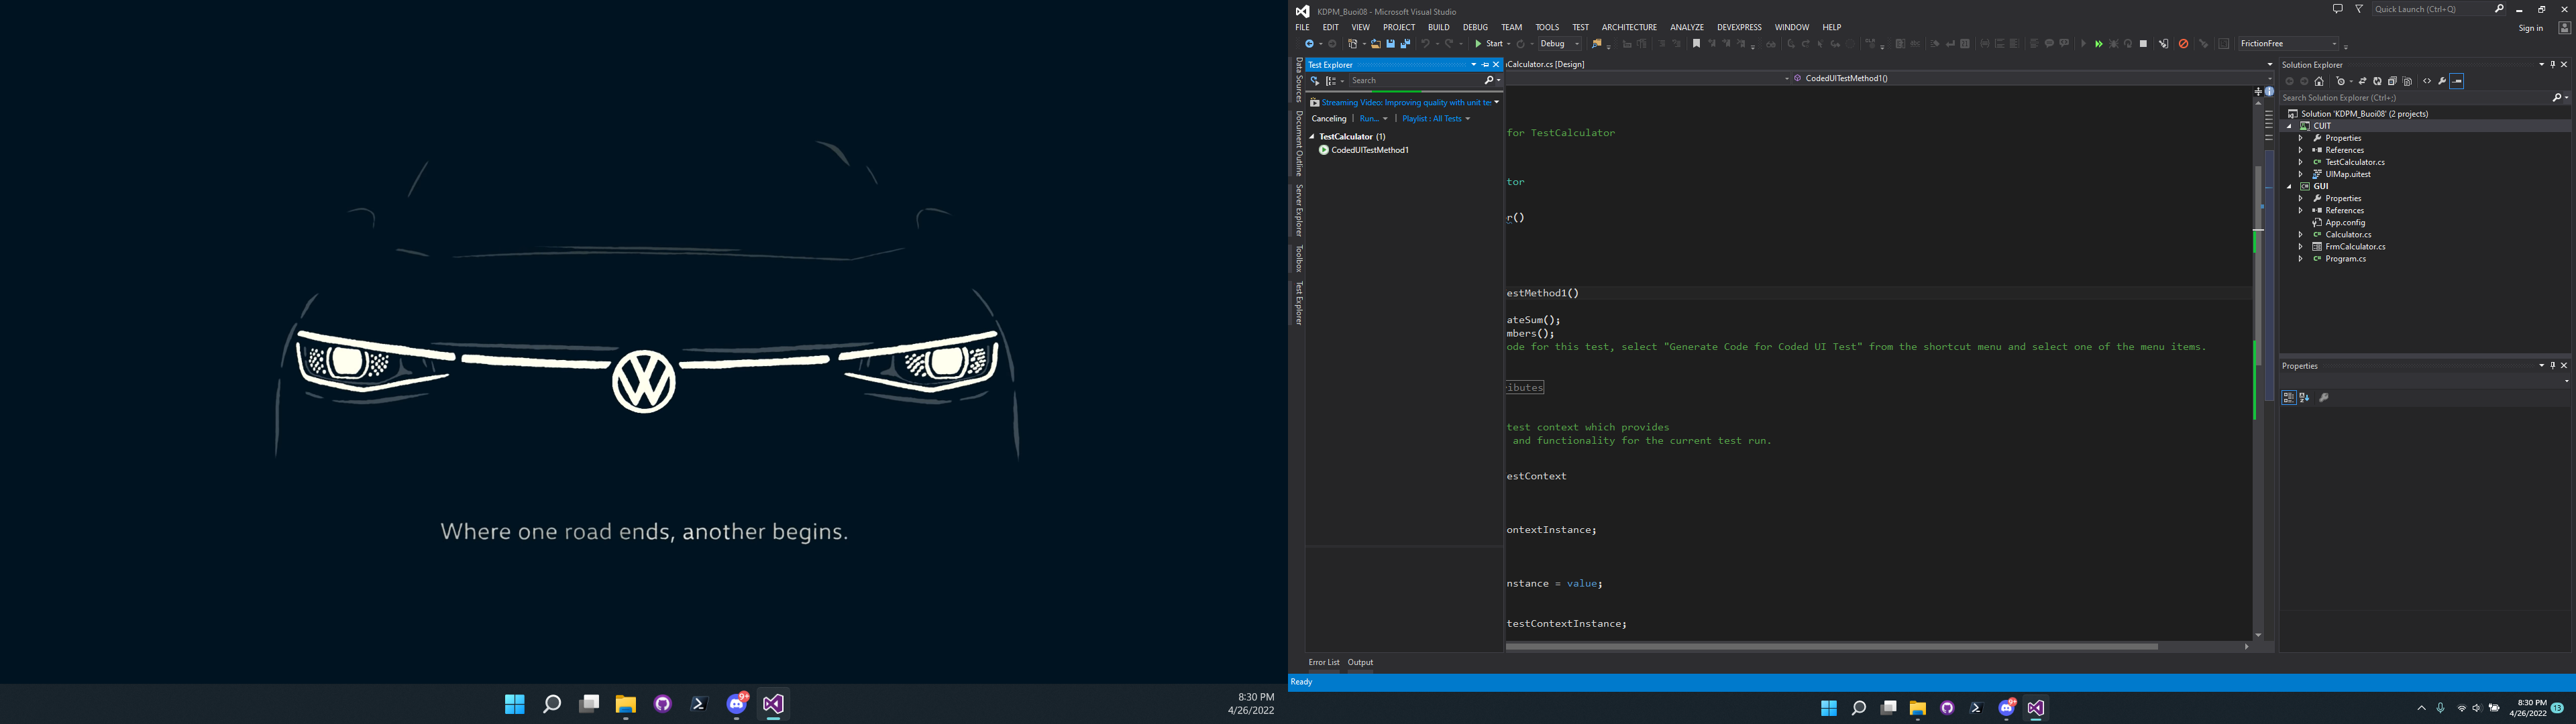 Where one road ends, another begins.
8:30 PM
4/26/2022
KDPM_Buoi08 - Microsoft Visual Studio
Quick Launch (Ctrl+Q)
FILE EDIT VIEW PROJECT BUILD DEBUG TEAM TOOLS TEST ARCHITECTURE ANALYZE DEVEXPRESS WINDOW HELP
Sign in
Start Debug FrictionFree
Data Sources
Document Outline
Server Explorer
Toolbox
Test Explorer
Test Explorer
Search
Streaming Video: Improving quality with unit te
Canceling | Run... | Playlist : All Tests
TestCalculator (1)
CodedUITestMethod1
Calculator.cs [Design]
CodedUITestMethod1()
for TestCalculator
tor
r()
estMethod1()
ateSum();
mbers();
ode for this test, select "Generate Code for Coded UI Test" from the shortcut menu and select one of the menu items.
ributes
test context which provides
and functionality for the current test run.
estContext
ontextInstance;
nstance = value;
testContextInstance;
Error List Output
Ready
Solution Explorer
Search Solution Explorer (Ctrl+;)
Solution 'KDPM_Buoi08' (2 projects)
CUIT
Properties
References
TestCalculator.cs
UIMap.uitest
GUI
Properties
References
App.config
Calculator.cs
FrmCalculator.cs
Program.cs
Properties
8:30 PM
4/26/2022
13